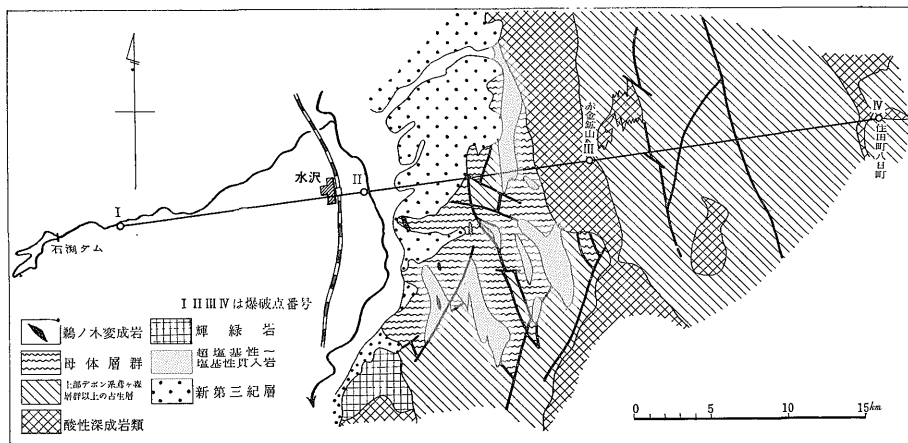 I
石淵ダム
水沢
II
赤金鉱山
III
IV
住田町八日町
I II III IV は爆破点番号
鵜ノ木変成岩
母体層群
上部デボン系鳶ヶ森
層群以上の古生層
酸性深成岩類
輝緑岩
超塩基性〜
塩基性貫入岩
新第三紀層
0 5 10 15km